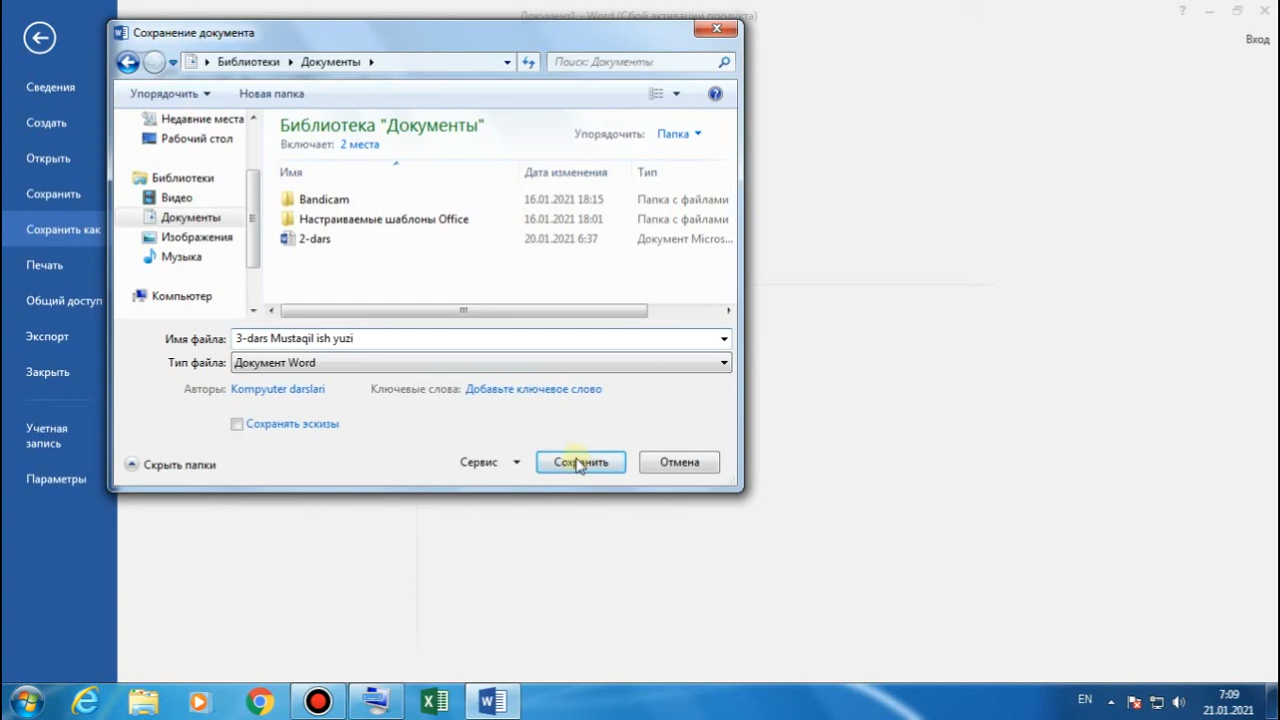 Документ1 - Word (Сбой активации продукта)
Вход
Сведения
Создать
Открыть
Сохранить
Сохранить как
Печать
Общий доступ
Экспорт
Закрыть
Учетная
запись
Параметры
Сохранение документа
Библиотеки
Документы
Поиск: Документы
Упорядочить
Новая папка
Недавние места
Рабочий стол
Библиотеки
Видео
Документы
Изображения
Музыка
Компьютер
Библиотека "Документы"
Включает: 2 места
Упорядочить: Папка
Имя Дата изменения Тип
Bandicam 16.01.2021 18:15 Папка с файлами
Настраиваемые шаблоны Office 16.01.2021 18:01 Папка с файлами
2-dars 20.01.2021 6:37 Документ Micros...
Имя файла: 3-dars Mustaqil ish yuzi
Тип файла: Документ Word
Авторы: Kompyuter darslari Ключевые слова: Добавьте ключевое слово
Сохранять эскизы
Скрыть папки
Сервис
Сохранить
Отмена
EN
7:09
21.01.2021